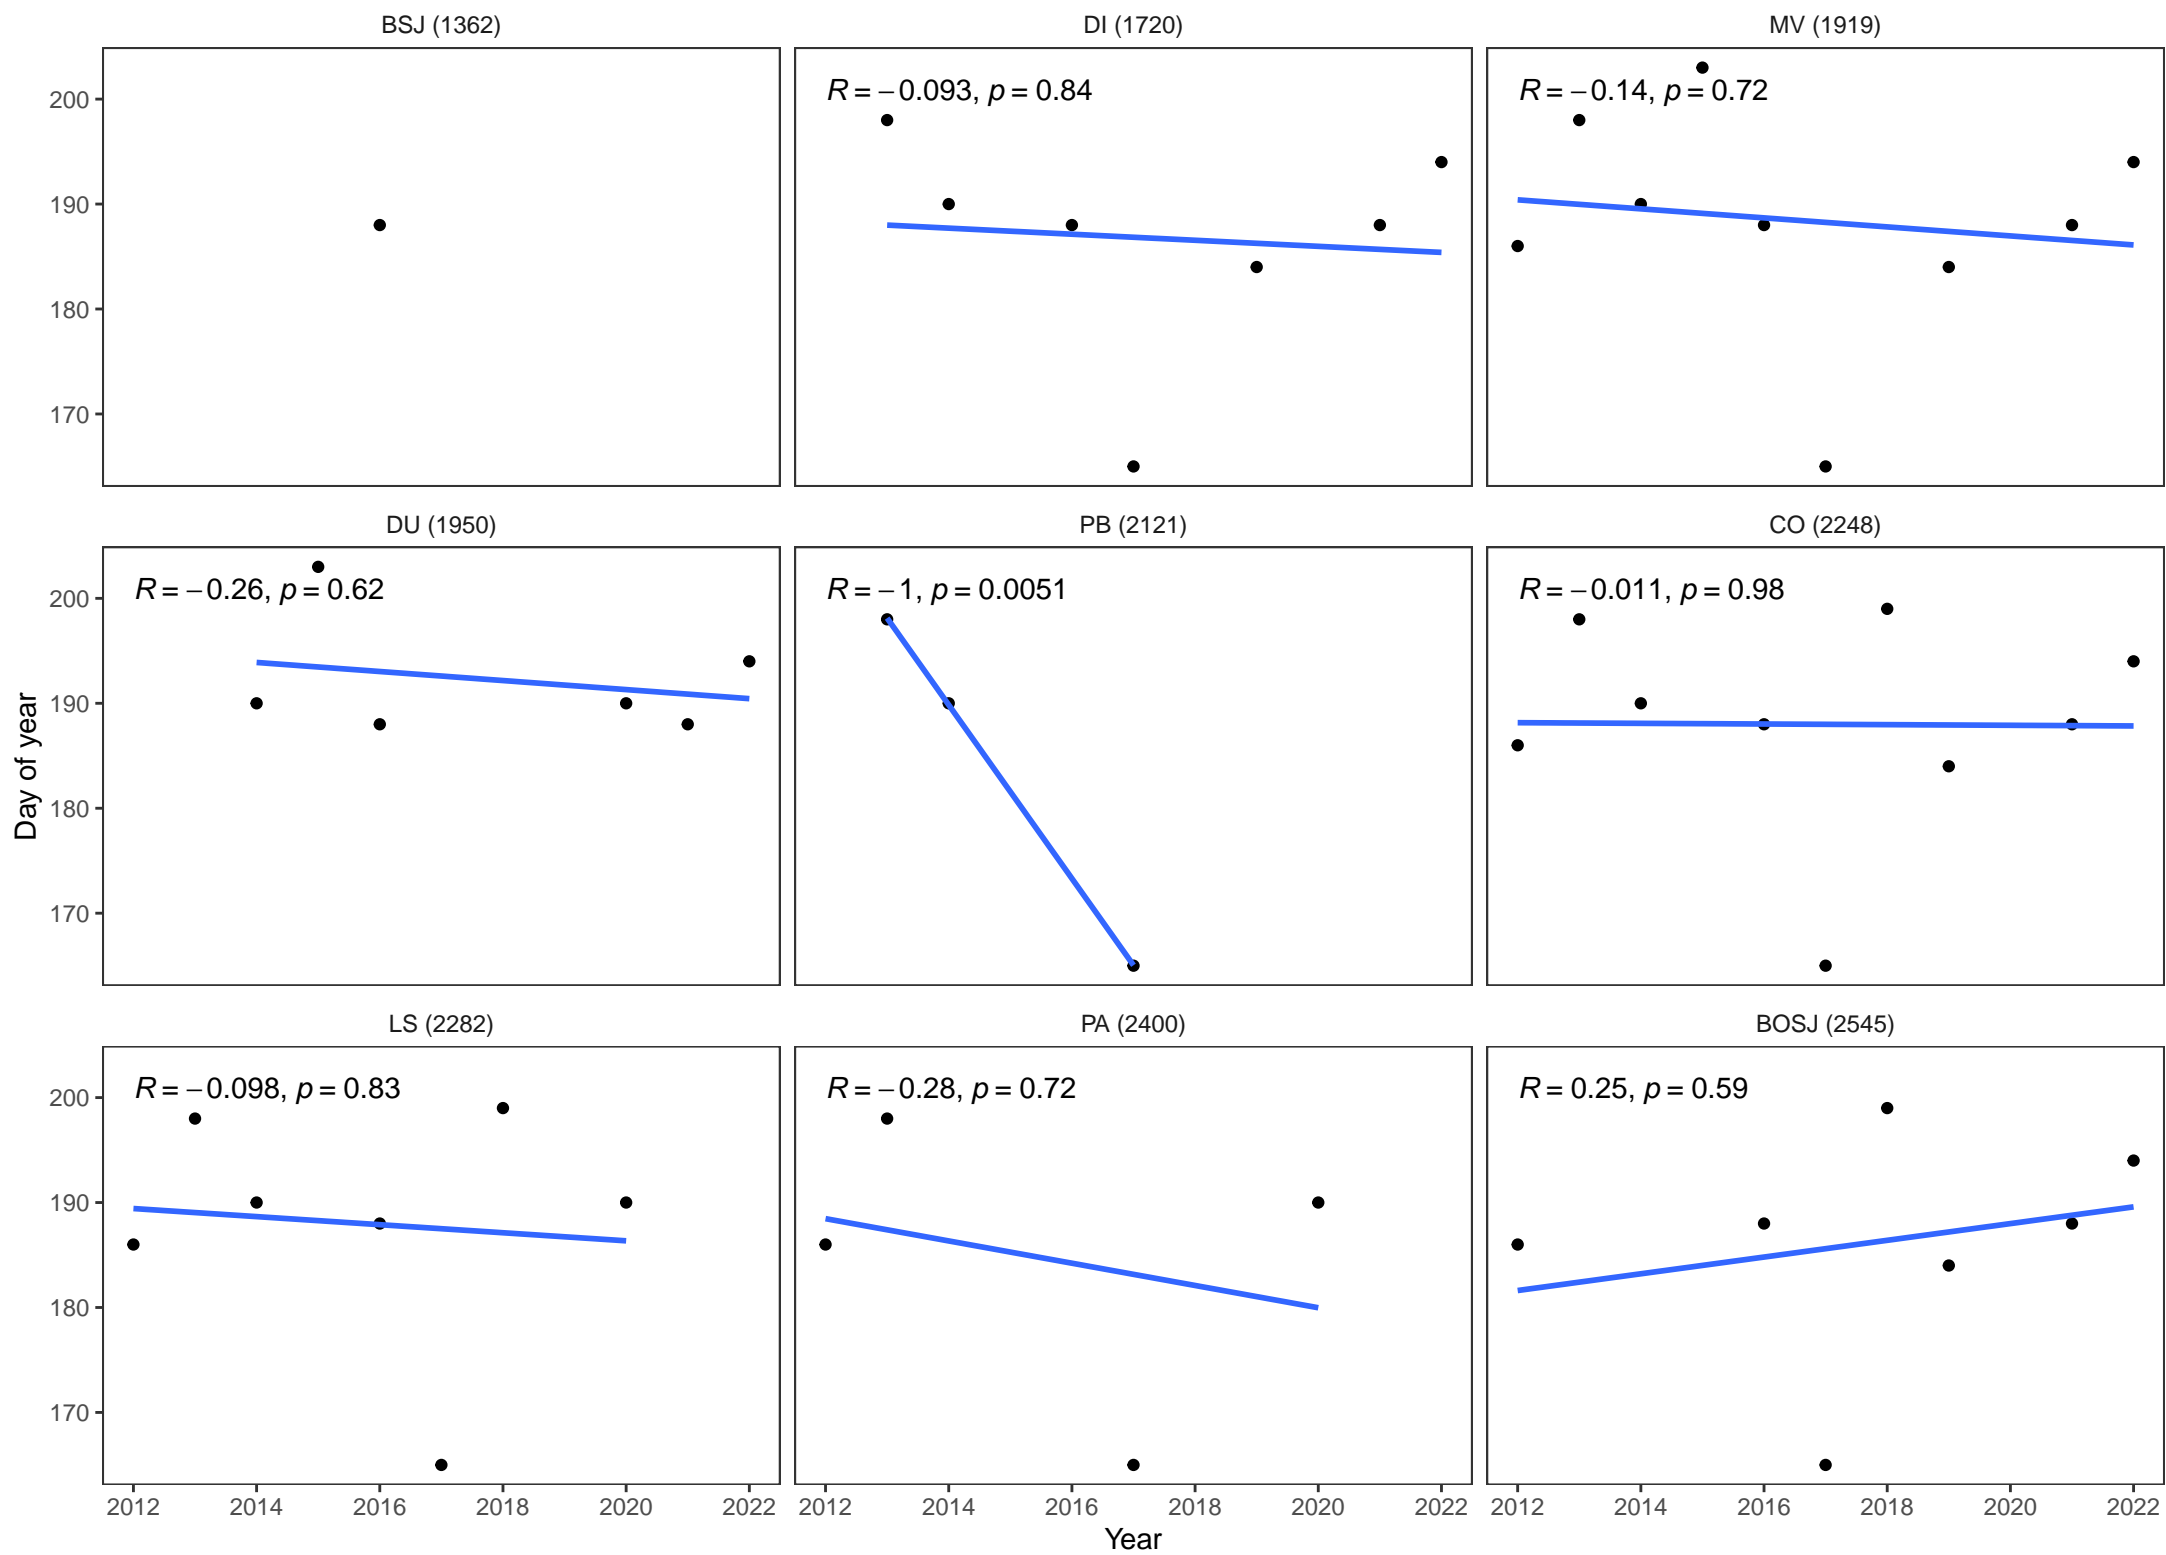 BSJ (1362)
DI (1720)
MV (1919)
R = −0.093, p = 0.84
R = −0.14, p = 0.72
200
190
180
170
DU (1950)
PB (2121)
CO (2248)
R = −0.26, p = 0.62
R = −1, p = 0.0051
R = −0.011, p = 0.98
200
190
180
170
Day of year
LS (2282)
PA (2400)
BOSJ (2545)
R = −0.098, p = 0.83
R = −0.28, p = 0.72
R = 0.25, p = 0.59
200
190
180
170
2012 2014 2016 2018 2020 2022
2012 2014 2016 2018 2020 2022
2012 2014 2016 2018 2020 2022
Year